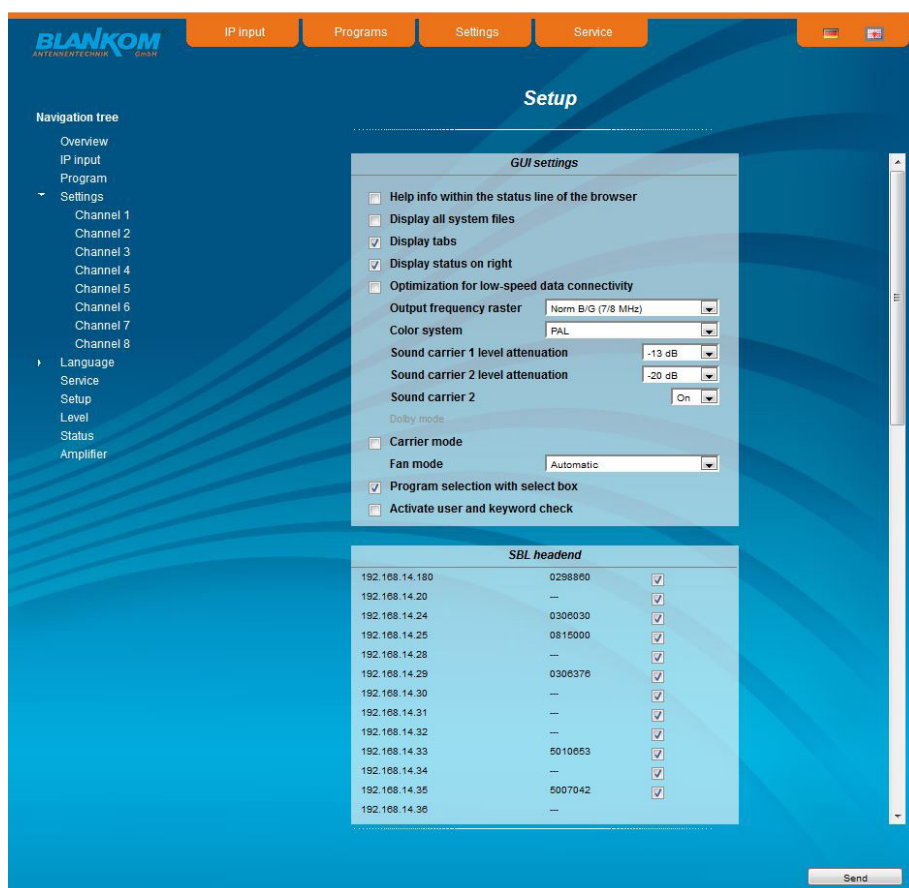 BLANKOM
ANTENNENTECHNIK GmbH
IP input
Programs
Settings
Service
Setup
Navigation tree
Overview
IP input
Program
Settings
Channel 1
Channel 2
Channel 3
Channel 4
Channel 5
Channel 6
Channel 7
Channel 8
Language
Service
Setup
Level
Status
Amplifier
GUI settings
Help info within the status line of the browser
Display all system files
Display tabs
Display status on right
Optimization for low-speed data connectivity
Output frequency raster Norm B/G (7/8 MHz)
Color system PAL
Sound carrier 1 level attenuation -13 dB
Sound carrier 2 level attenuation -20 dB
Sound carrier 2 On
Dolby mode
Carrier mode
Fan mode Automatic
Program selection with select box
Activate user and keyword check
SBL headend
192.168.14.180 0298860
192.168.14.20 ---
192.168.14.24 0306030
192.168.14.25 0815000
192.168.14.28 ---
192.168.14.29 0306376
192.168.14.30 ---
192.168.14.31 ---
192.168.14.32 ---
192.168.14.33 5010653
192.168.14.34 ---
192.168.14.35 5007042
192.168.14.36 ---
Send